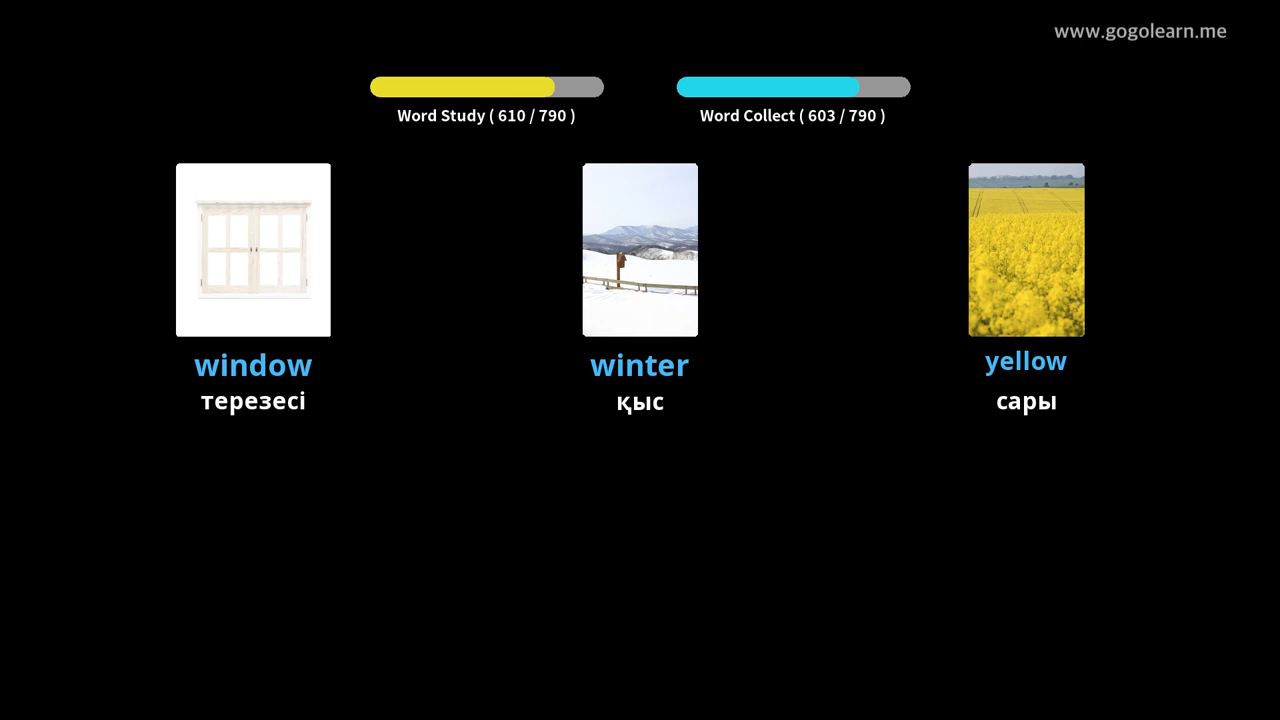 www.gogolearn.me
Word Study ( 610 / 790 )
Word Collect ( 603 / 790 )
window
терезесі
winter
қыс
yellow
сары